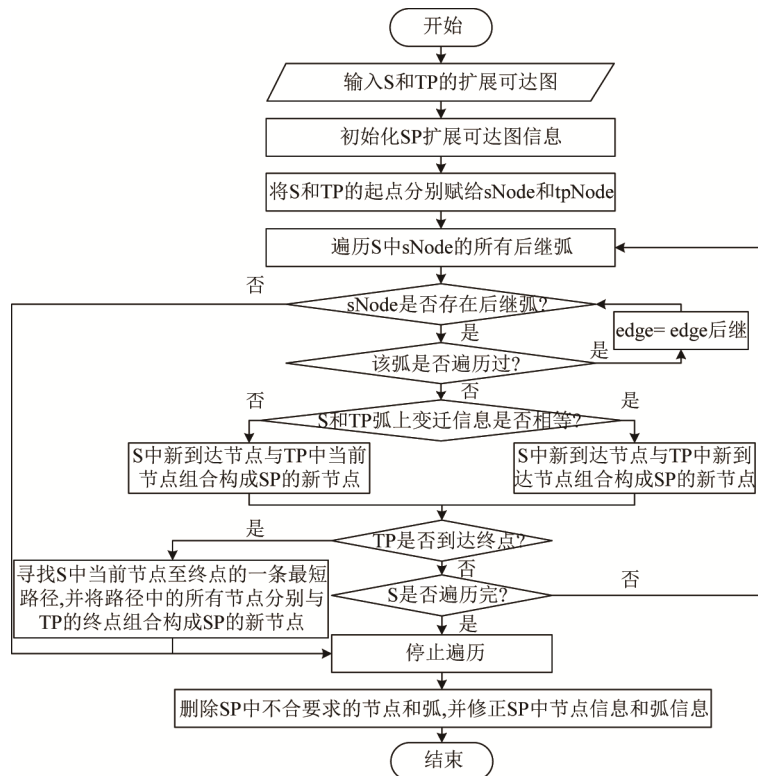 开始
输入S和TP的扩展可达图
初始化SP扩展可达图信息
将S和TP的起点分别赋给sNode和tpNode
遍历S中sNode的所有后继弧
否
sNode是否存在后继弧?
是
edge= edge后继
该弧是否遍历过?
是
否
否
S和TP弧上变迁信息是否相等?
是
S中新到达节点与TP中当前
节点组合构成SP的新节点
S中新到达节点与TP中新到
达节点组合构成SP的新节点
是
TP是否到达终点?
否
寻找S中当前节点至终点的一条最短
路径,并将路径中的所有节点分别与
TP的终点组合构成SP的新节点
S是否遍历完?
否
是
停止遍历
删除SP中不合要求的节点和弧,并修正SP中节点信息和弧信息
结束